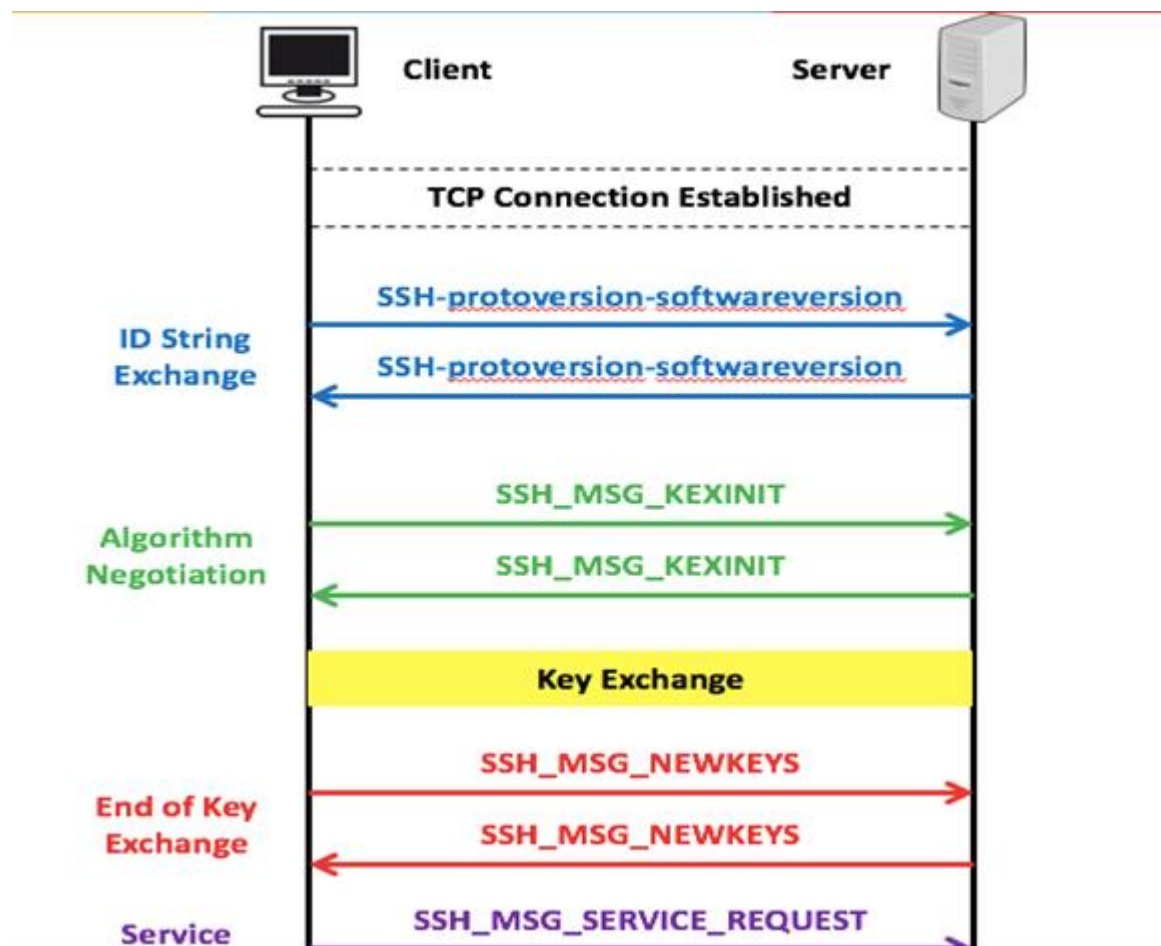 Client
Server
TCP Connection Established
SSH-protoversion-softwareversion
ID String
Exchange
SSH-protoversion-softwareversion
SSH_MSG_KEXINIT
Algorithm
Negotiation
SSH_MSG_KEXINIT
Key Exchange
SSH_MSG_NEWKEYS
End of Key
Exchange
SSH_MSG_NEWKEYS
SSH_MSG_SERVICE_REQUEST
Service